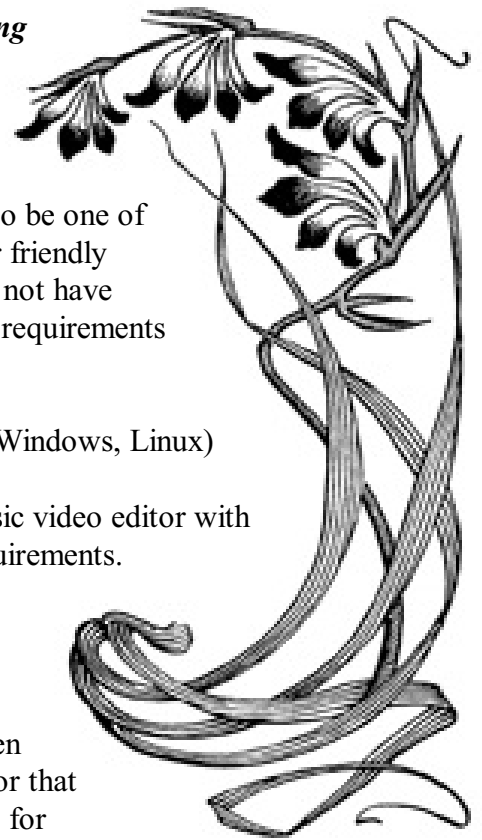 ng
o be one of
r friendly
not have
requirements
Windows, Linux)
sic video editor with
uirements.
en
or that
for